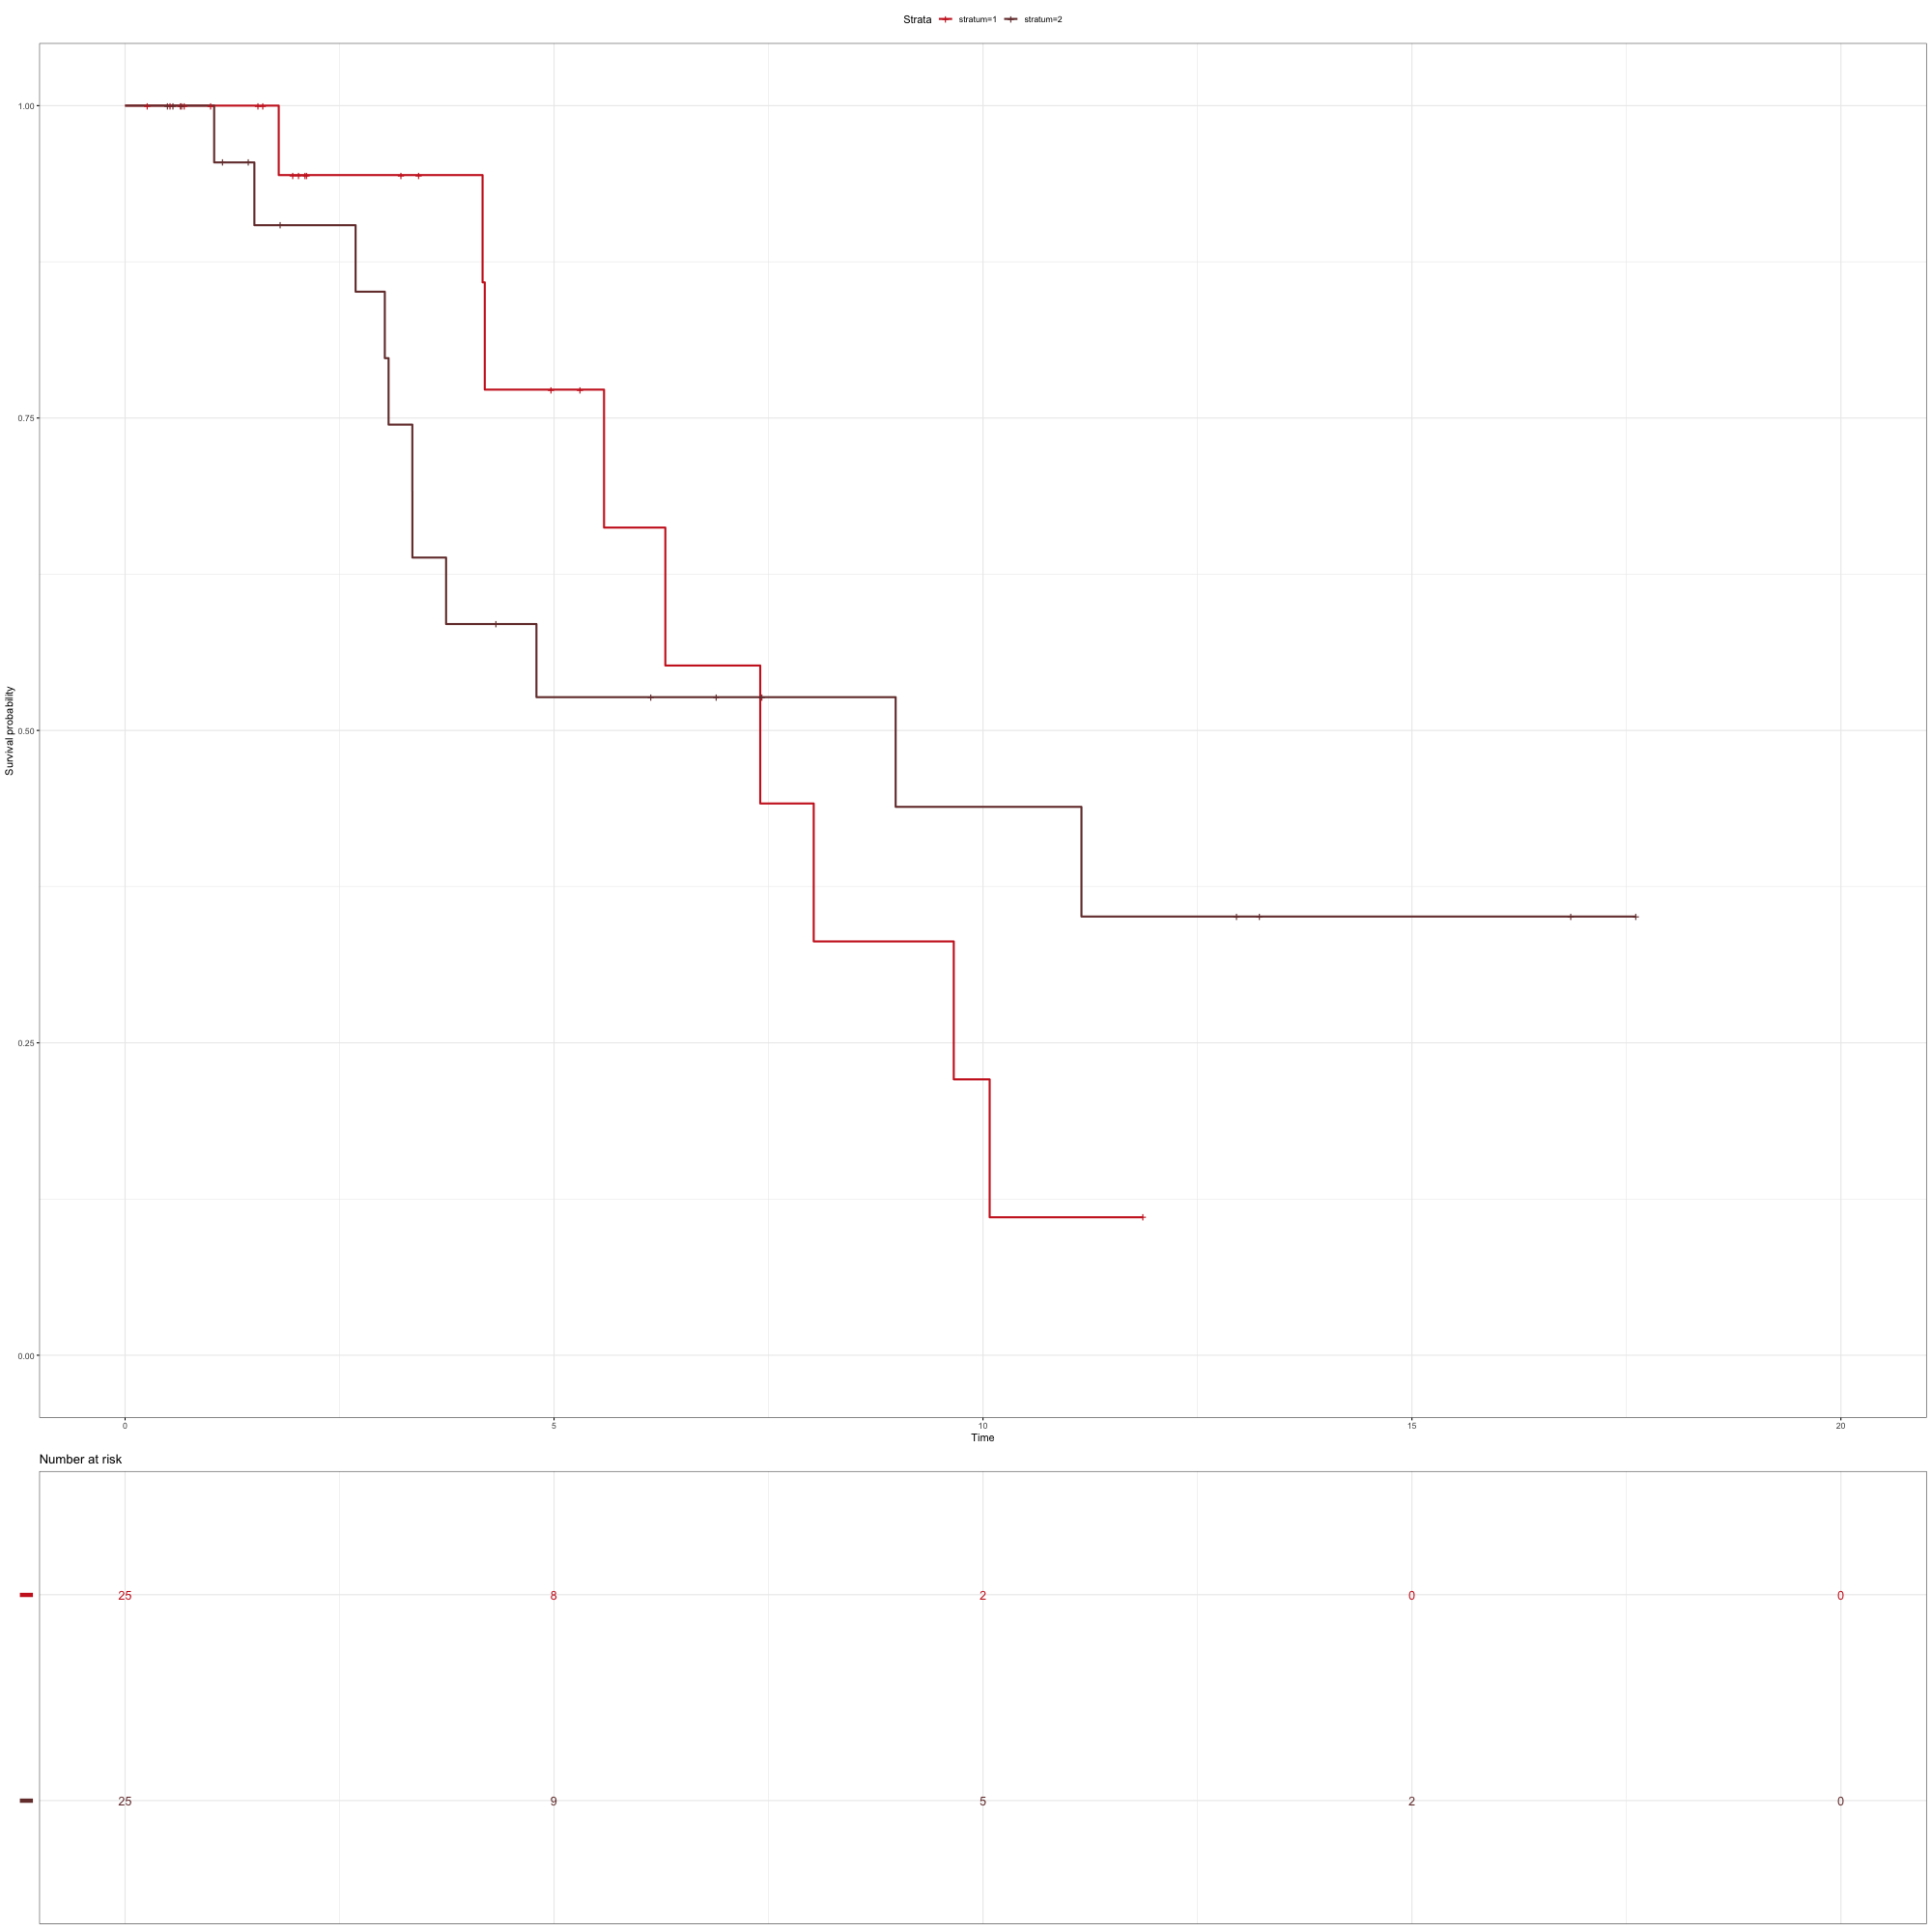 Strata stratum=1 stratum=2
1.00
0.75
0.50
0.25
0.00
Survival probability
0 5 10 15 20
Time
Number at risk
25 8 2 0 0
25 9 5 2 0